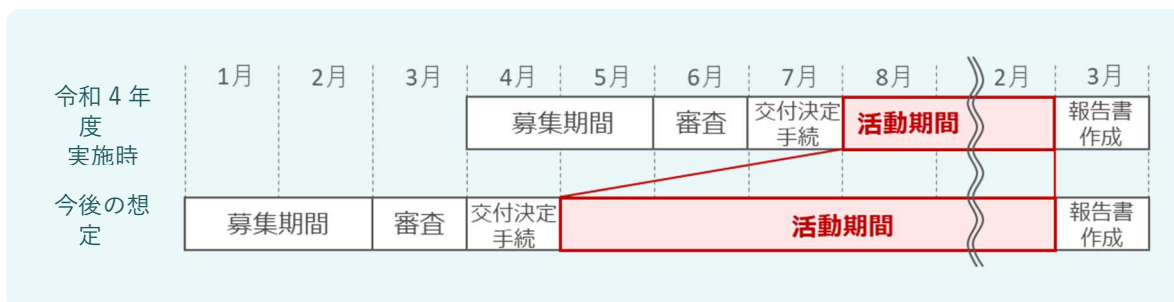 1月 2月 3月 4月 5月 6月 7月 8月 2月 3月
令和4年
度
実施時
募集期間 審査 交付決定
手続 活動期間 報告書
作成
今後の想
定
募集期間 審査 交付決定
手続 活動期間 報告書
作成